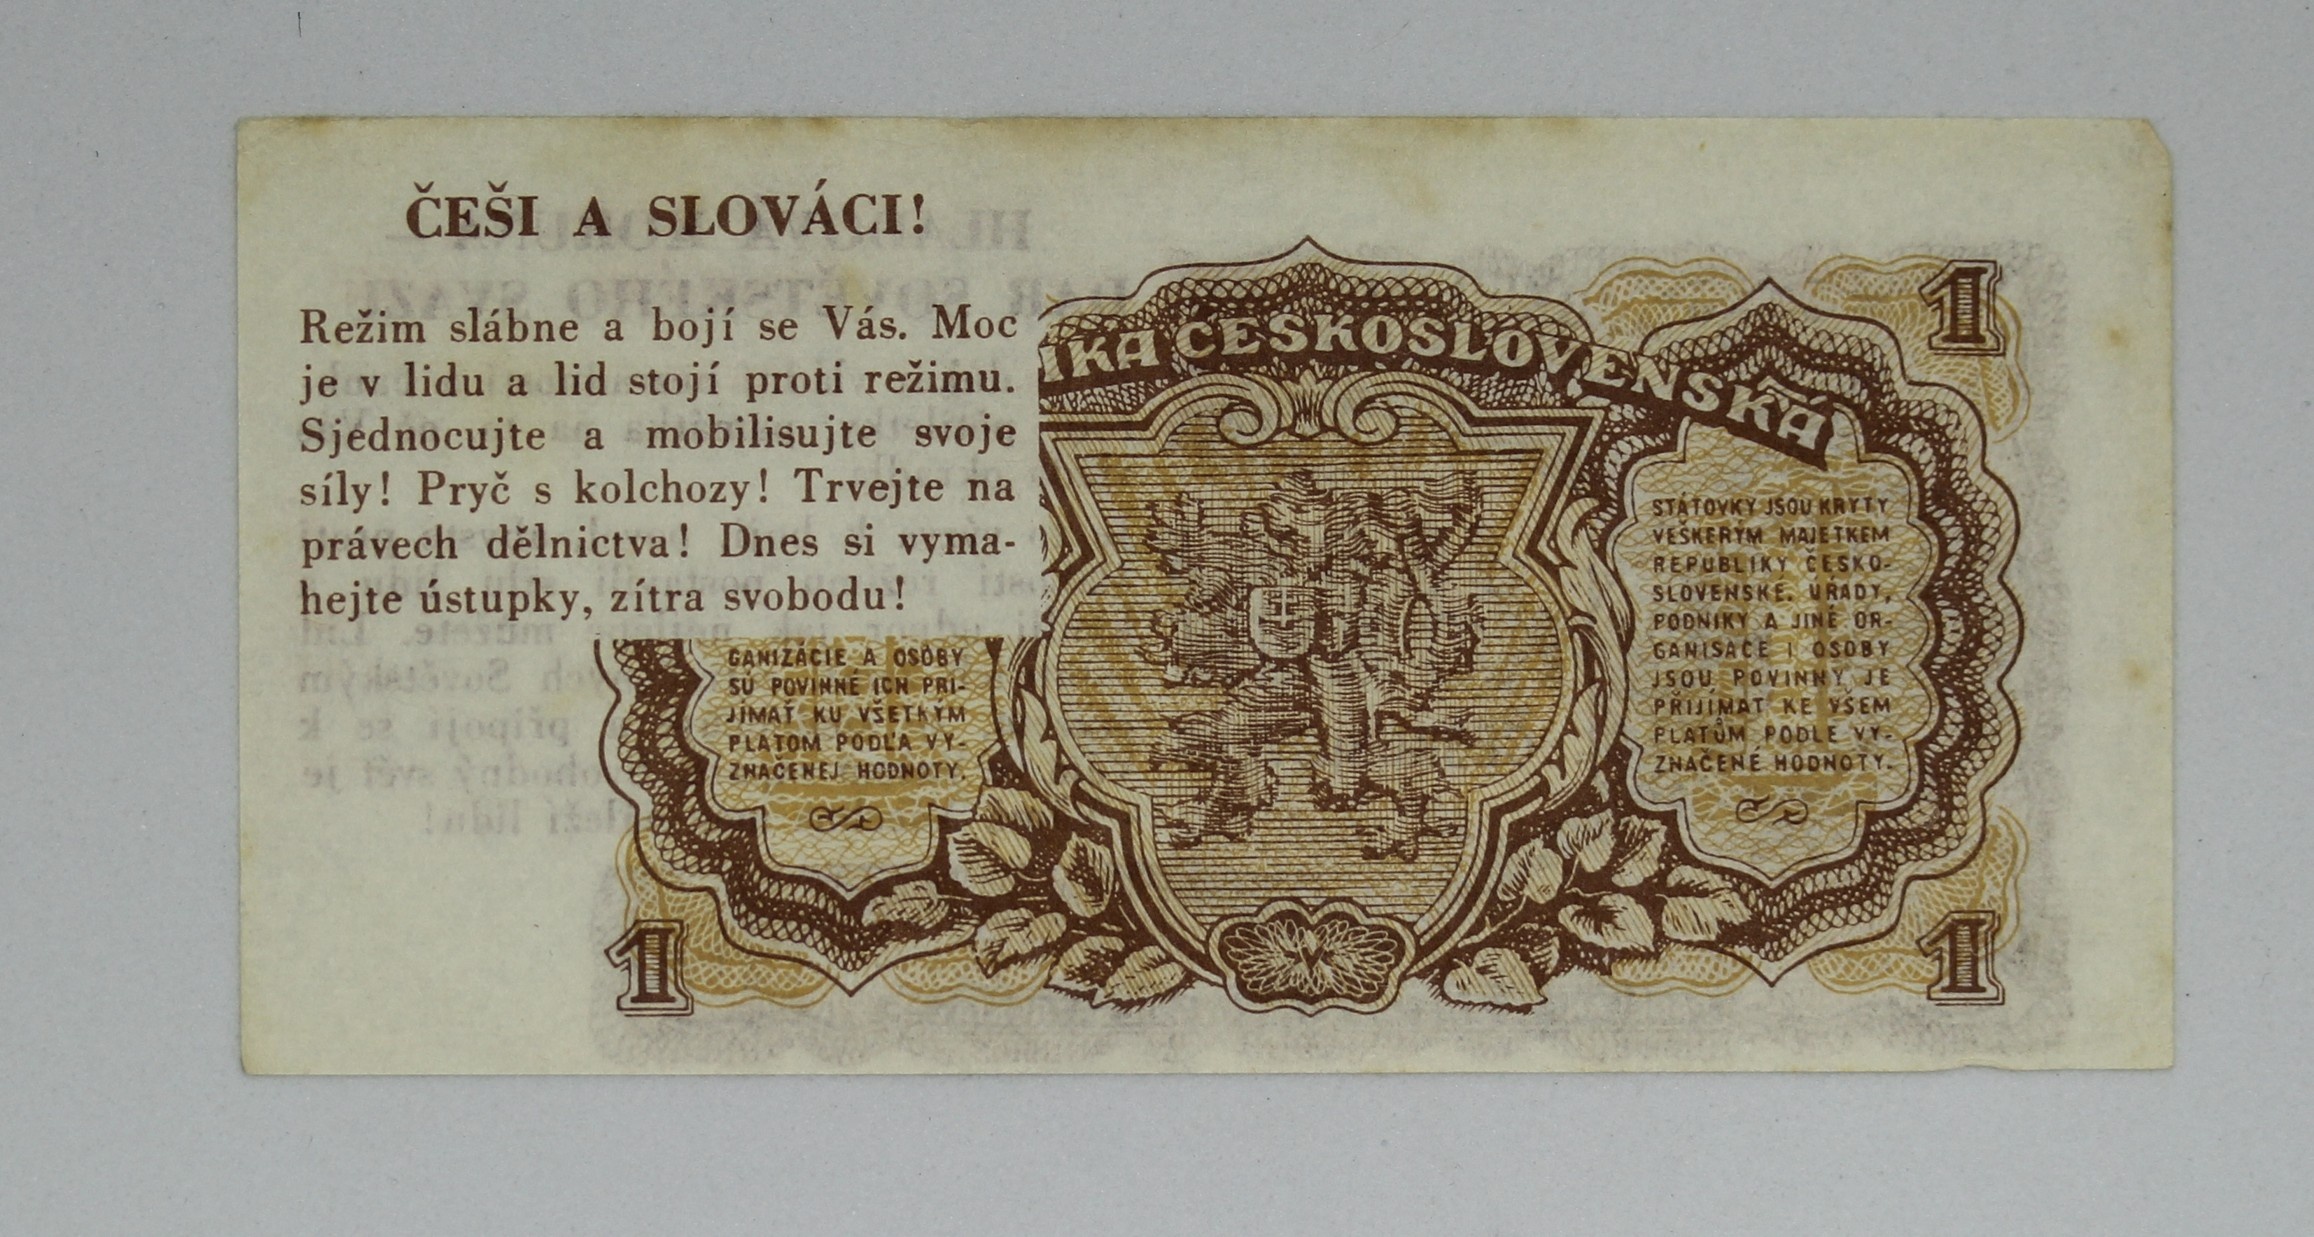 ČEŠI A SLOVÁCI!
Režim slábne a bojí se Vás. Moc
je v lidu a lid stojí proti režimu.
Sjednocujte a mobilisujte svoje
síly! Pryč s kolchozy! Trvejte na
právech dělnictva! Dnes si vyma-
hejte ústupky, zítra svobodu!
IKA ČESKOSLOVENSKÁ
1
GANIZÁCIE A OSOBY
SÚ POVINNÉ ICH PRI-
JÍMAŤ KU VŠETKÝM
PLATOM PODĽA VY-
ZNAČENEJ HODNOTY.
STÁTOVKY JSOU KRYTY
VEŠKERÝM MAJETKEM
REPUBLIKY ČESKO-
SLOVENSKÉ. ÚŘADY,
PODNIKY A JINÉ OR-
GANISACE I OSOBY
JSOU POVINNY JE
PŘIJÍMAT KE VŠEM
PLATŮM PODLE VY-
ZNAČENÉ HODNOTY.
1
1